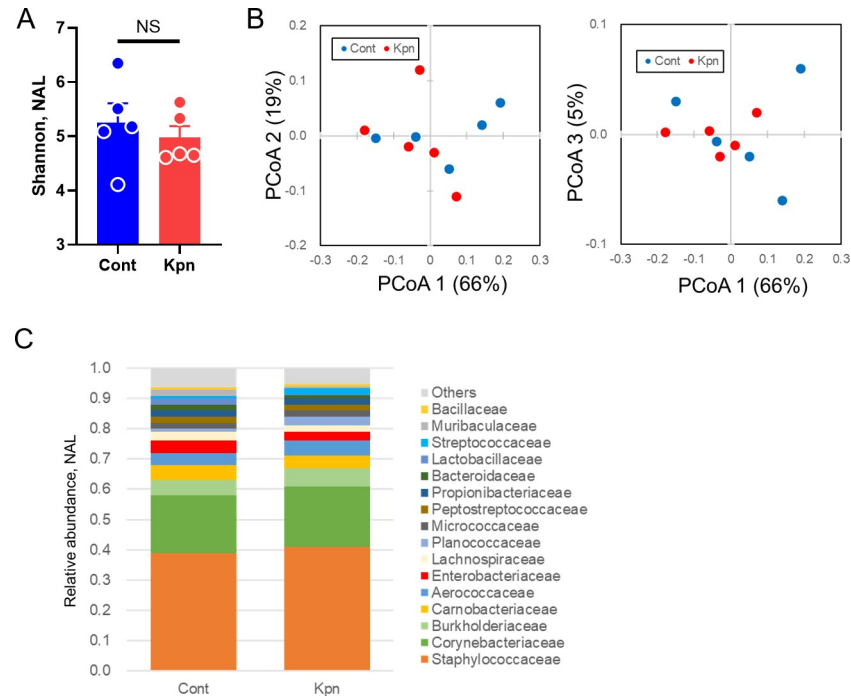 A
Shannon, NAL
7
6
5
4
3
NS
Cont
Kpn
B
PCoA 2 (19%)
0.2
0.1
0.0
-0.1
-0.2
Cont Kpn
-0.3 -0.2 -0.1 0 0.1 0.2 0.3
PCoA 1 (66%)
PCoA 3 (5%)
0.1
0.0
-0.1
Cont Kpn
-0.3 -0.2 -0.1 0 0.1 0.2 0.3
PCoA 1 (66%)
C
Relative abundance, NAL
1.0
0.9
0.8
0.7
0.6
0.5
0.4
0.3
0.2
0.1
0.0
Cont
Kpn
Others
Bacillaceae
Muribaculaceae
Streptococcaceae
Lactobacillaceae
Bacteroidaceae
Propionibacteriaceae
Peptostreptococcaceae
Micrococcaceae
Planococcaceae
Lachnospiraceae
Enterobacteriaceae
Aerococcaceae
Carnobacteriaceae
Burkholderiaceae
Corynebacteriaceae
Staphylococcaceae